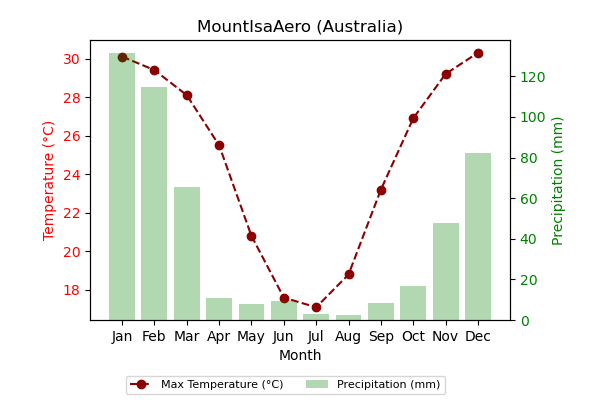 MountIsaAero (Australia)
Temperature (°C)
30
28
26
24
22
20
18
120
100
80
60
40
20
0
Precipitation (mm)
Jan Feb Mar Apr May Jun Jul Aug Sep Oct Nov Dec
Month
Max Temperature (°C) Precipitation (mm)